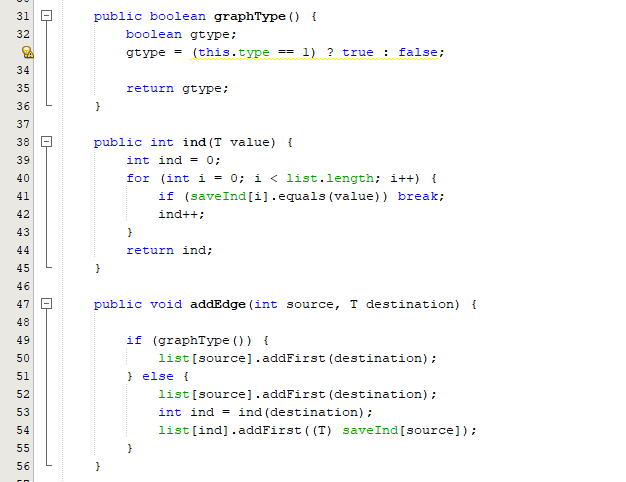 31 public boolean graphType() {
32 boolean gtype;
gtype = (this.type == 1) ? true : false;
34
35 return gtype;
36 }
37
38 public int ind(T value) {
39 int ind = 0;
40 for (int i = 0; i < list.length; i++) {
41 if (saveInd[i].equals(value)) break;
42 ind++;
43 }
44 return ind;
45 }
46
47 public void addEdge(int source, T destination) {
48
49 if (graphType()) {
50 list[source].addFirst(destination);
51 } else {
52 list[source].addFirst(destination);
53 int ind = ind(destination);
54 list[ind].addFirst((T) saveInd[source]);
55 }
56 }